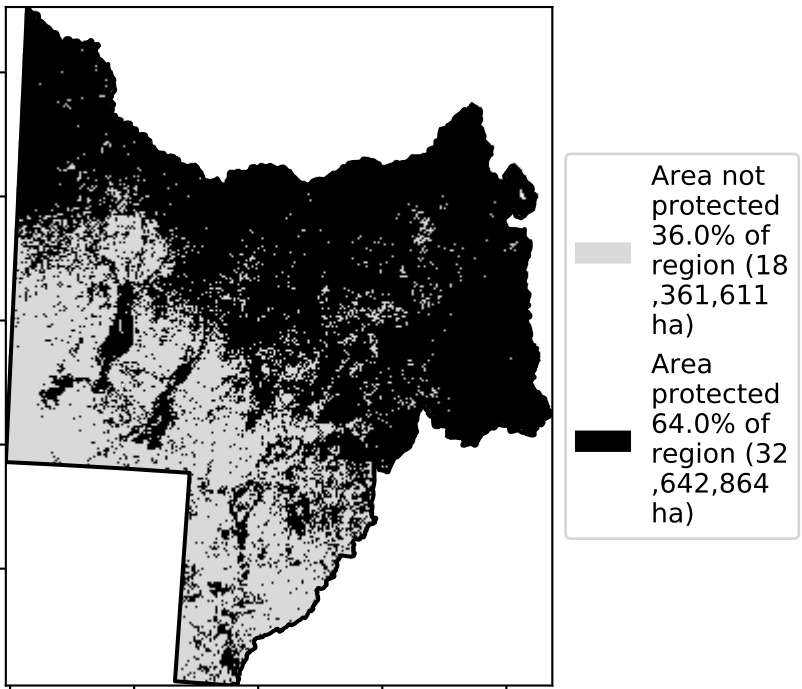 Area not
protected
36.0% of
region (18
,361,611
ha)
Area
protected
64.0% of
region (32
,642,864
ha)